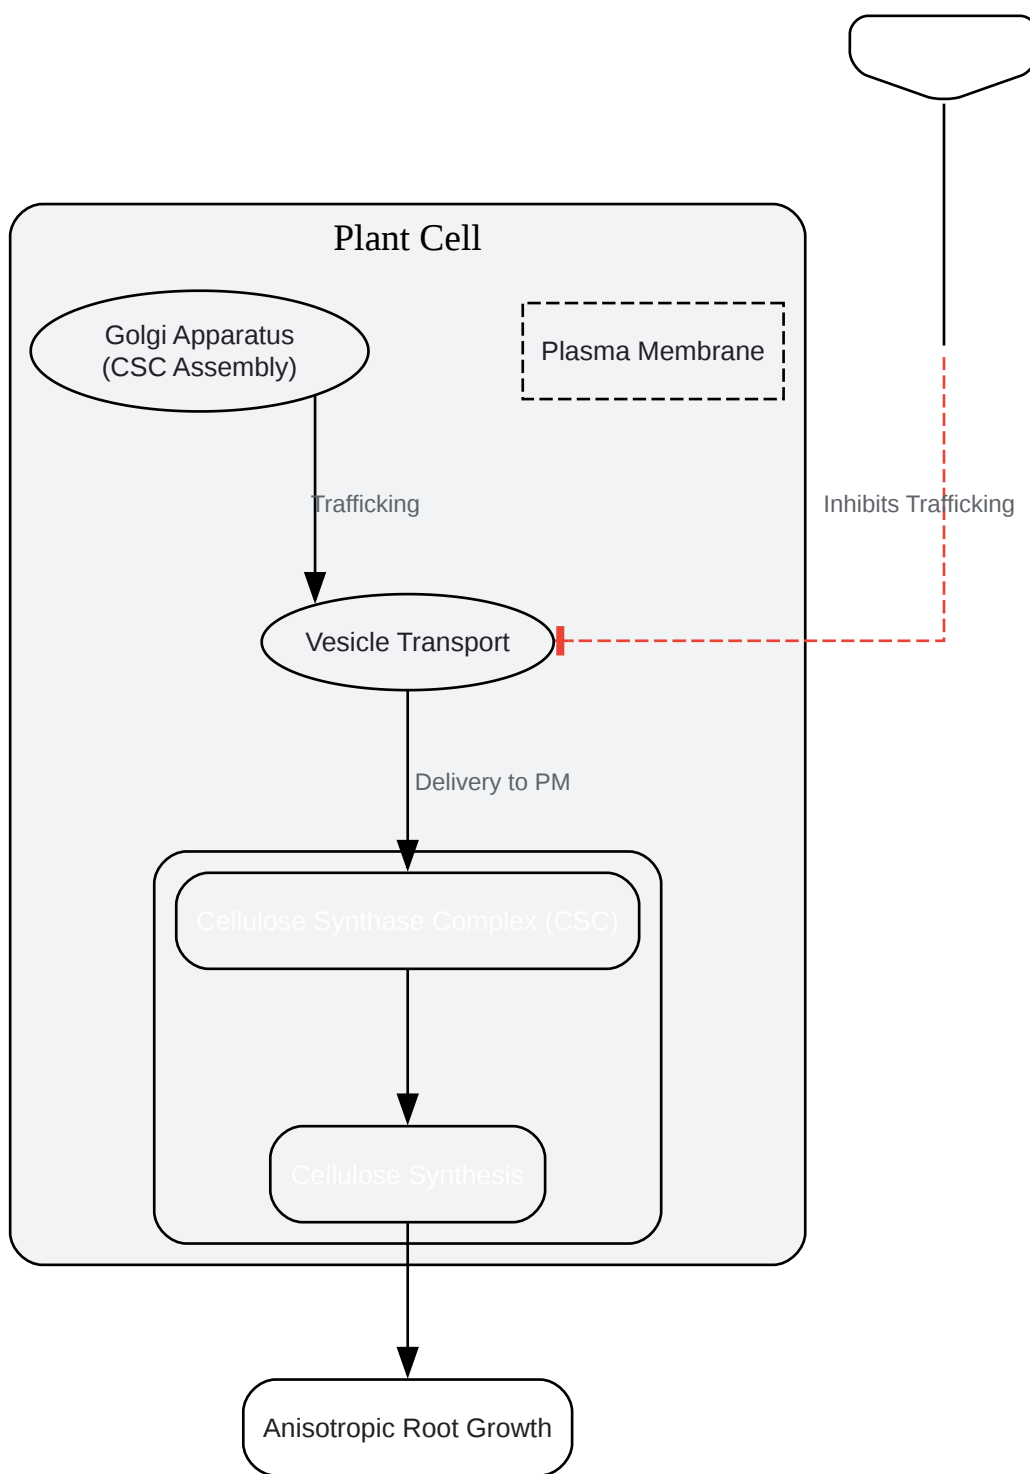 Plant Cell
Golgi Apparatus
(CSC Assembly)
Plasma Membrane
Trafficking
Inhibits Trafficking
Vesicle Transport
Delivery to PM
Cellulose Synthase Complex (CSC)
Cellulose Synthesis
Anisotropic Root Growth